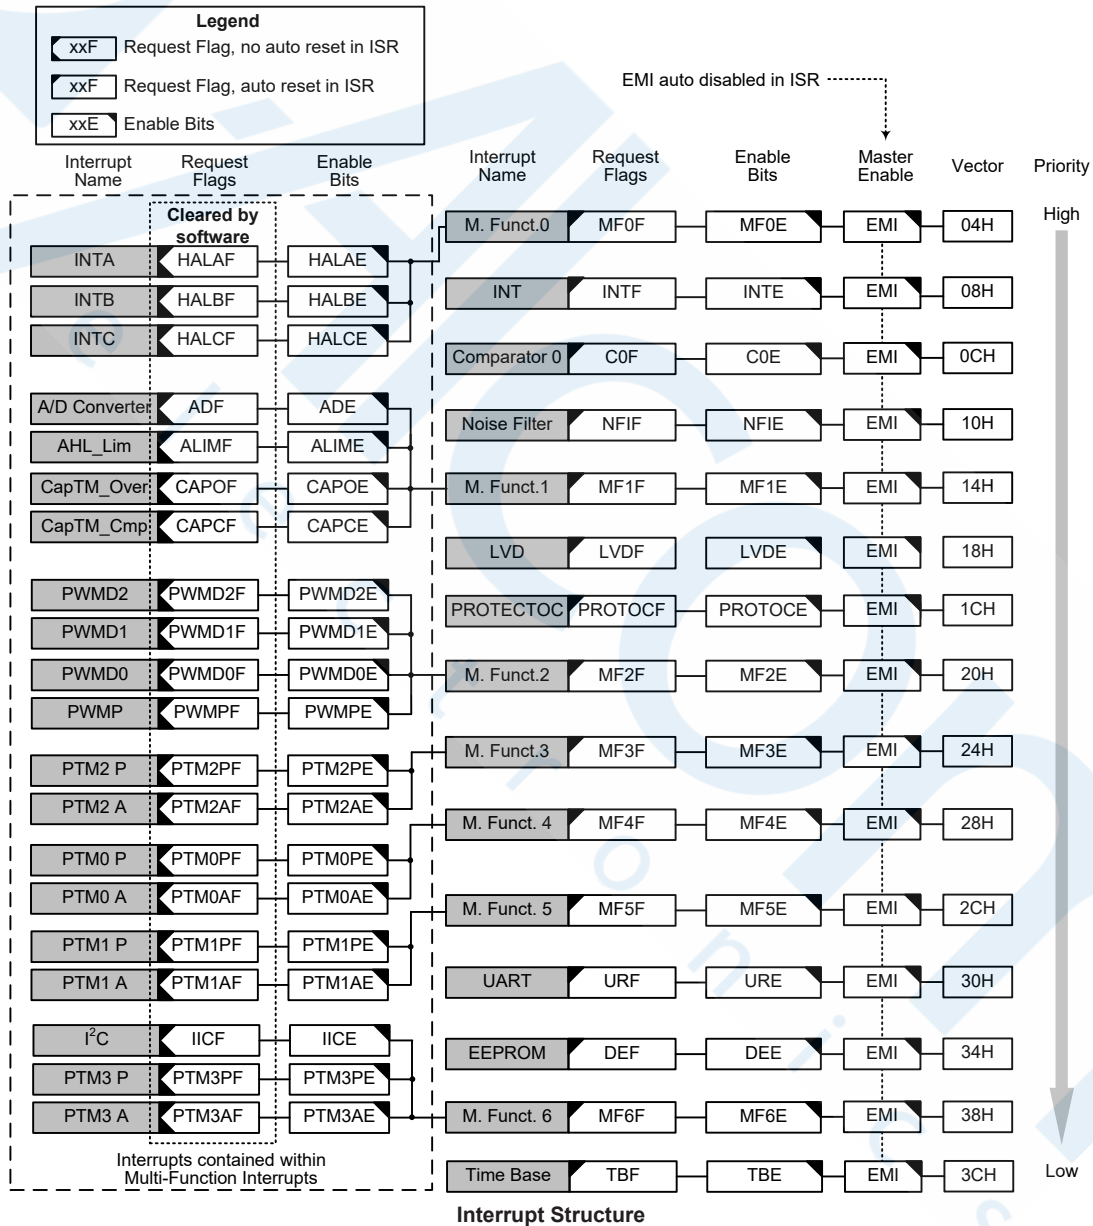 Legend
xxF Request Flag, no auto reset in ISR
xxF Request Flag, auto reset in ISR
xxE Enable Bits
EMI auto disabled in ISR
Interrupt Name
Request Flags
Enable Bits
Interrupt Name
Request Flags
Enable Bits
Master Enable
Vector
Priority
Cleared by software
INTA HALAF HALAE
INTB HALBF HALBE
INTC HALCF HALCE
A/D Converter ADF ADE
AHL_Lim ALIMF ALIME
CapTM_Over CAPOF CAPOE
CapTM_Cmp CAPCF CAPCE
PWMD2 PWMD2F PWMD2E
PWMD1 PWMD1F PWMD1E
PWMD0 PWMD0F PWMD0E
PWMP PWMPF PWMPE
PTM2 P PTM2PF PTM2PE
PTM2 A PTM2AF PTM2AE
PTM0 P PTM0PF PTM0PE
PTM0 A PTM0AF PTM0AE
PTM1 P PTM1PF PTM1PE
PTM1 A PTM1AF PTM1AE
I²C IICF IICE
PTM3 P PTM3PF PTM3PE
PTM3 A PTM3AF PTM3AE
Interrupts contained within
Multi-Function Interrupts
M. Funct.0 MF0F MF0E EMI 04H High
INT INTF INTE EMI 08H
Comparator 0 C0F C0E EMI 0CH
Noise Filter NFIF NFIE EMI 10H
M. Funct.1 MF1F MF1E EMI 14H
LVD LVDF LVDE EMI 18H
PROTECTOC PROTOCF PROTOCE EMI 1CH
M. Funct.2 MF2F MF2E EMI 20H
M. Funct.3 MF3F MF3E EMI 24H
M. Funct. 4 MF4F MF4E EMI 28H
M. Funct. 5 MF5F MF5E EMI 2CH
UART URF URE EMI 30H
EEPROM DEF DEE EMI 34H
M. Funct. 6 MF6F MF6E EMI 38H
Time Base TBF TBE EMI 3CH Low
Interrupt Structure